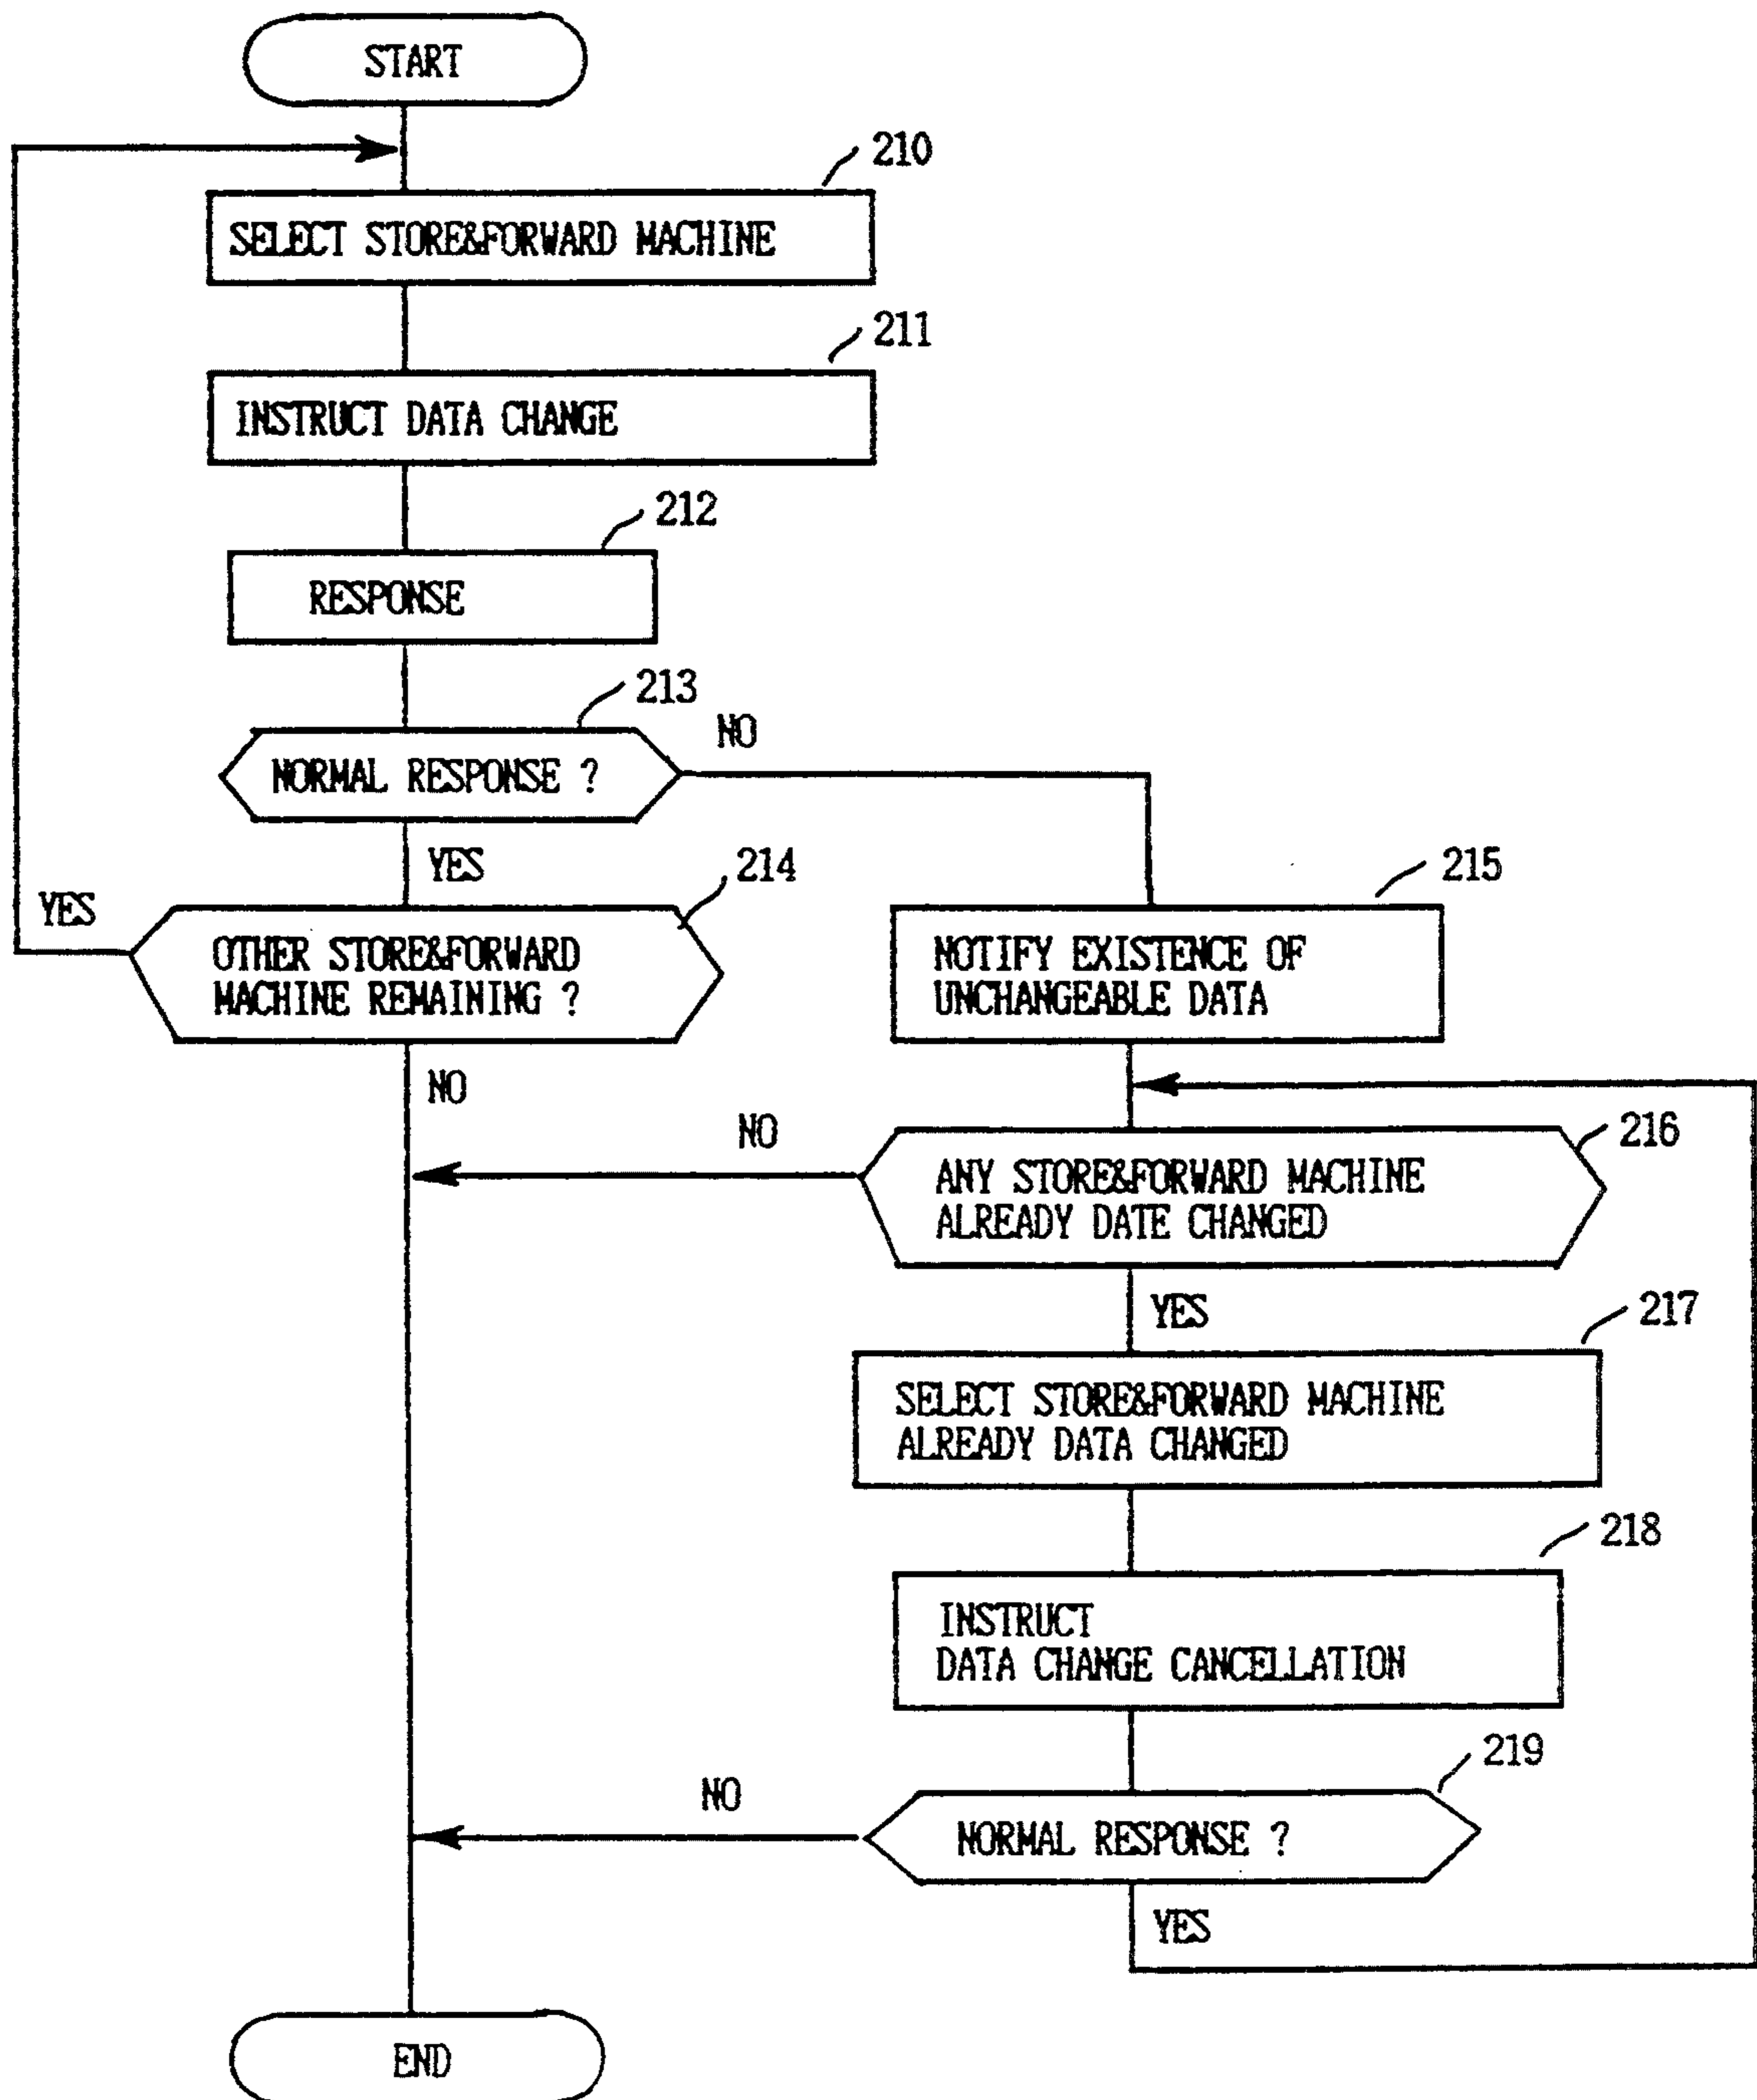 START
210
SELECT STORE&FORWARD MACHINE
211
INSTRUCT DATA CHANGE
212
RESPONSE
213
NORMAL RESPONSE ?
NO
YES
214
YES
OTHER STORE&FORWARD
MACHINE REMAINING ?
NO
215
NOTIFY EXISTENCE OF
UNCHANGEABLE DATA
216
NO
ANY STORE&FORWARD MACHINE
ALREADY DATE CHANGED
YES
217
SELECT STORE&FORWARD MACHINE
ALREADY DATA CHANGED
218
INSTRUCT
DATA CHANGE CANCELLATION
219
NO
NORMAL RESPONSE ?
YES
END